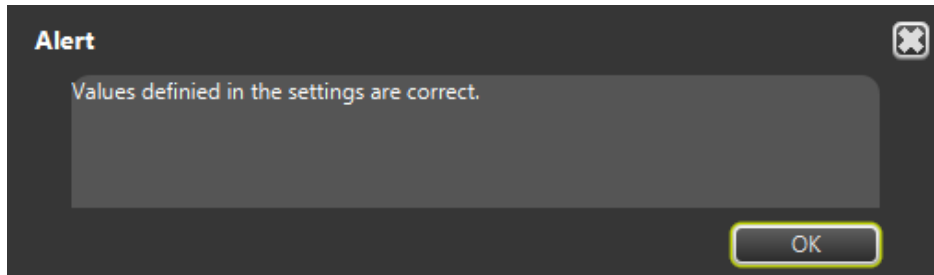 Alert
Values definied in the settings are correct.
OK